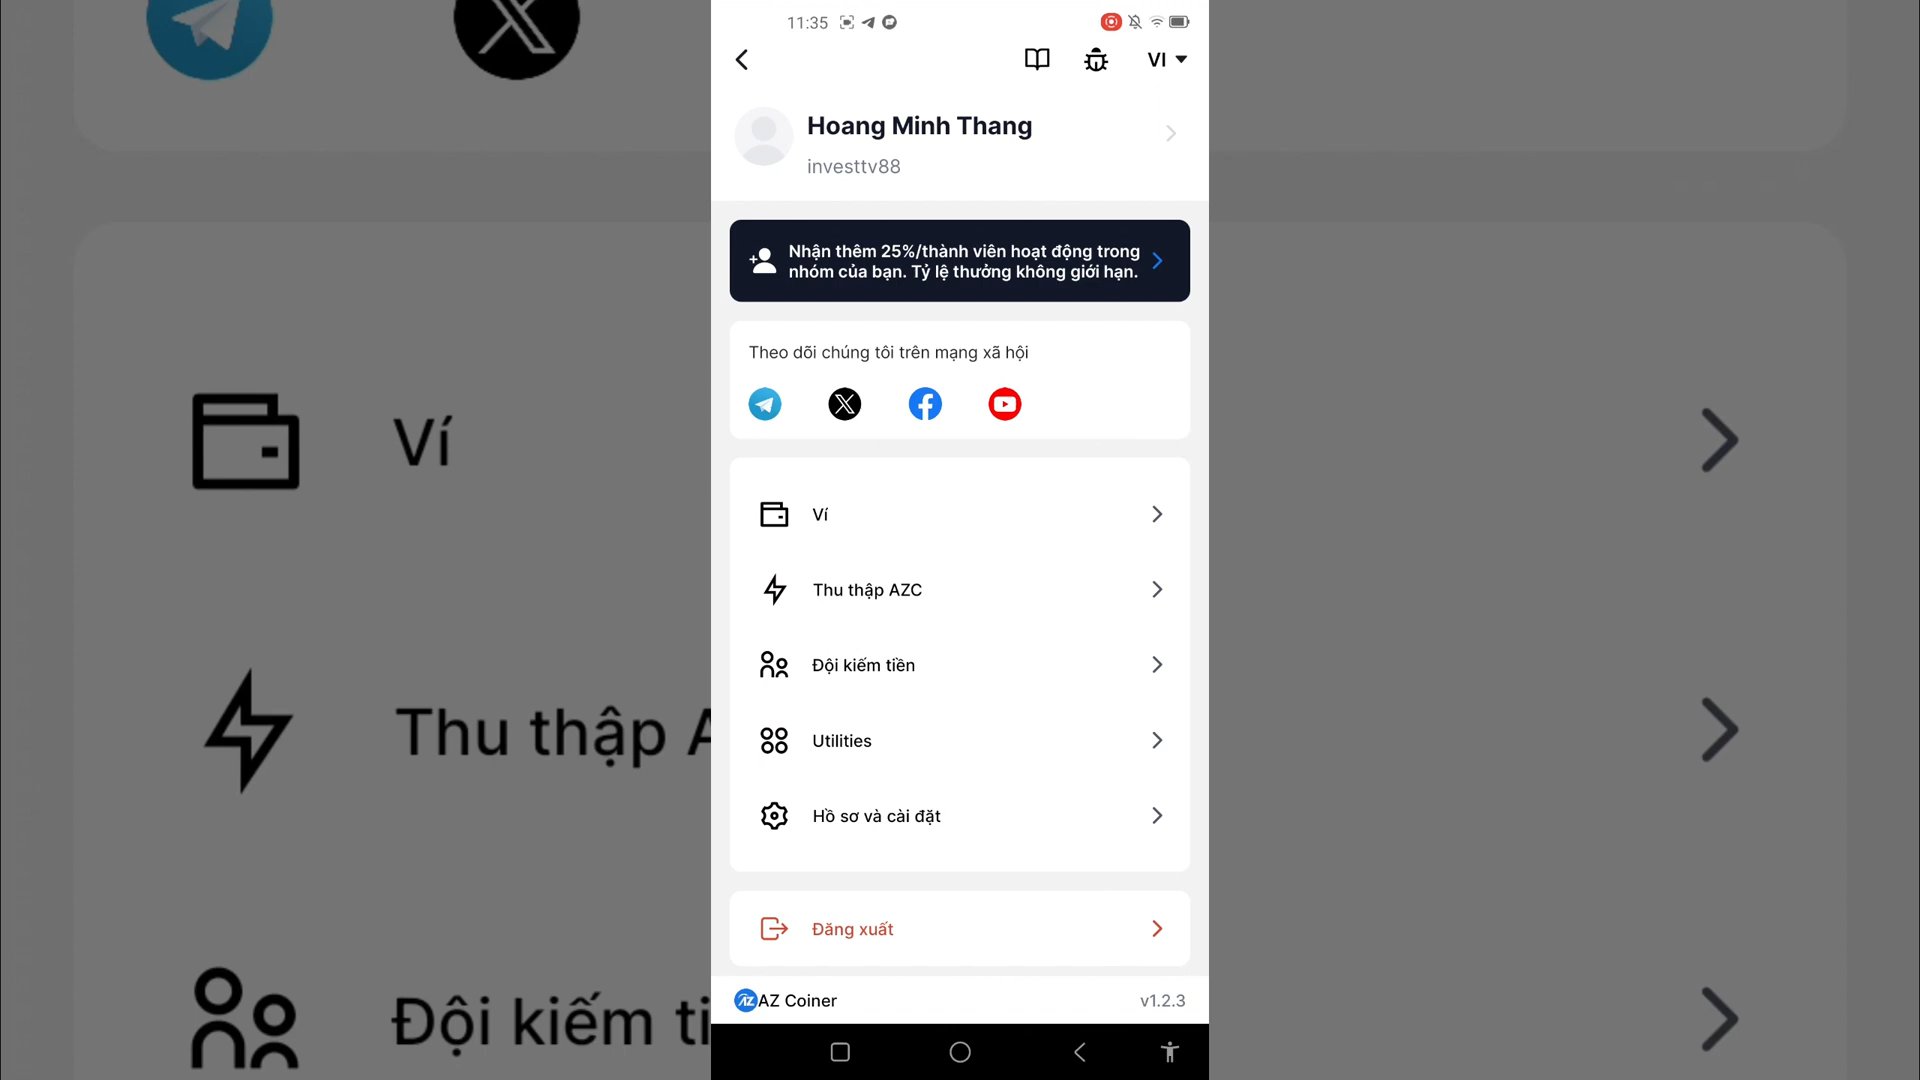 11:35
VI
Hoang Minh Thang
investtv88
Nhận thêm 25%/thành viên hoạt động trong
nhóm của bạn. Tỷ lệ thưởng không giới hạn.
Theo dõi chúng tôi trên mạng xã hội
Ví
Thu thập AZC
Đội kiếm tiền
Utilities
Hồ sơ và cài đặt
Đăng xuất
AZ Coiner
v1.2.3
Ví
Thu thập A
Đội kiếm ti